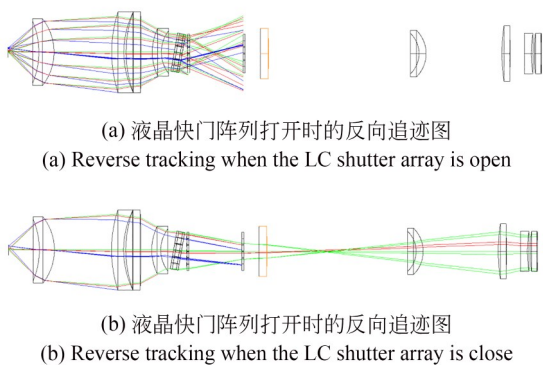 (a) 液晶快门阵列打开时的反向追迹图
(a) Reverse tracking when the LC shutter array is open
(b) 液晶快门阵列打开时的反向追迹图
(b) Reverse tracking when the LC shutter array is close